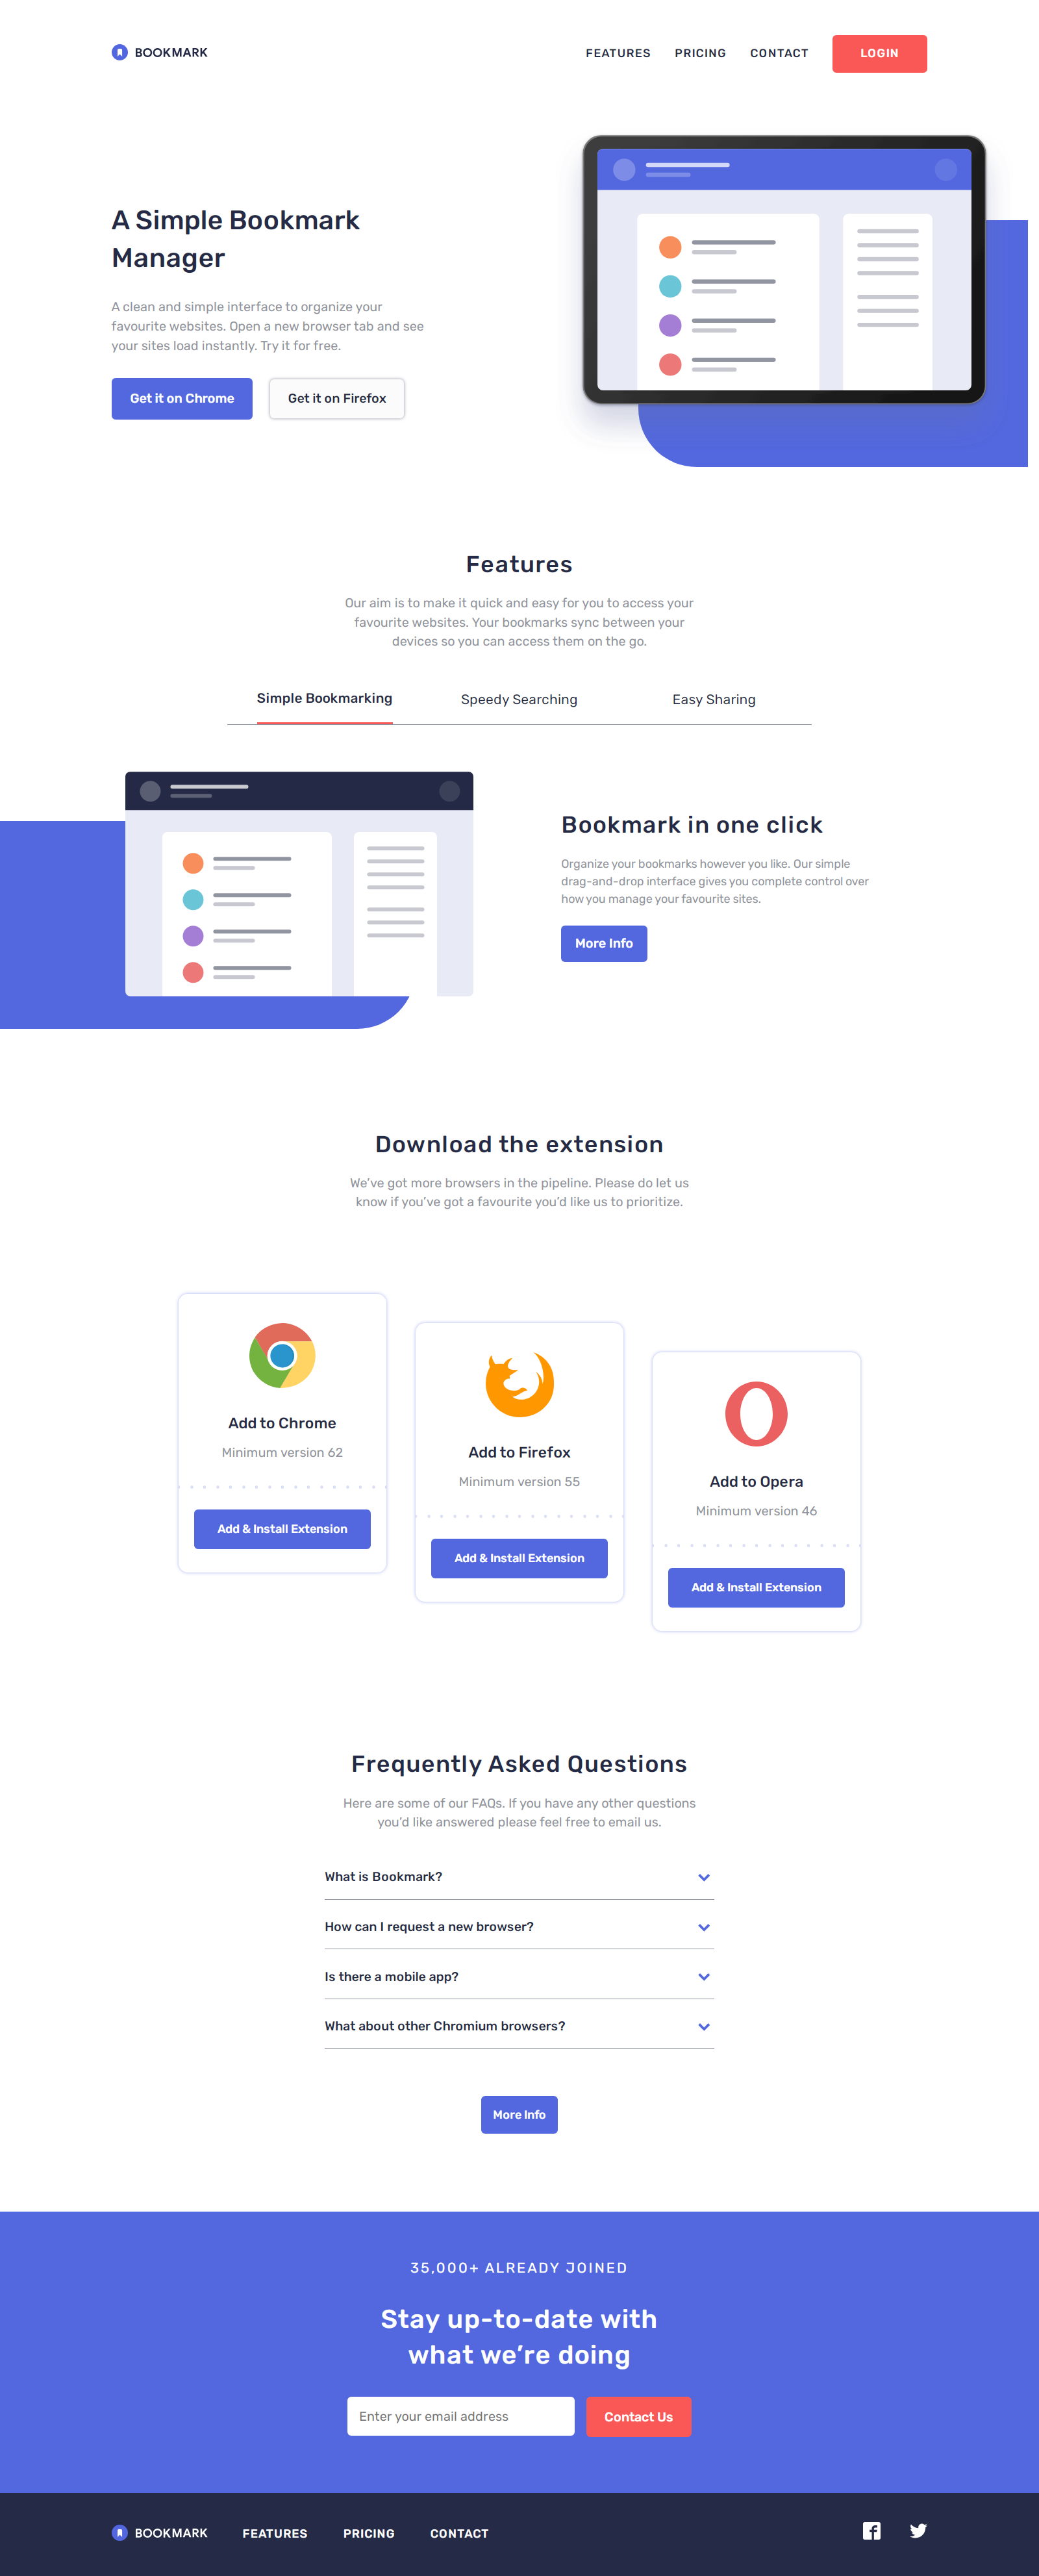 BOOKMARK
FEATURES PRICING CONTACT LOGIN
A Simple Bookmark
Manager
A clean and simple interface to organize your
favourite websites. Open a new browser tab and see
your sites load instantly. Try it for free.
Get it on Chrome Get it on Firefox
Features
Our aim is to make it quick and easy for you to access your
favourite websites. Your bookmarks sync between your
devices so you can access them on the go.
Simple Bookmarking Speedy Searching Easy Sharing
Bookmark in one click
Organize your bookmarks however you like. Our simple
drag-and-drop interface gives you complete control over
how you manage your favourite sites.
More Info
Download the extension
We’ve got more browsers in the pipeline. Please do let us
know if you’ve got a favourite you’d like us to prioritize.
Add to Chrome
Minimum version 62
Add & Install Extension
Add to Firefox
Minimum version 55
Add & Install Extension
Add to Opera
Minimum version 46
Add & Install Extension
Frequently Asked Questions
Here are some of our FAQs. If you have any other questions
you’d like answered please feel free to email us.
What is Bookmark?
How can I request a new browser?
Is there a mobile app?
What about other Chromium browsers?
More Info
35,000+ ALREADY JOINED
Stay up-to-date with
what we’re doing
Enter your email address Contact Us
BOOKMARK FEATURES PRICING CONTACT